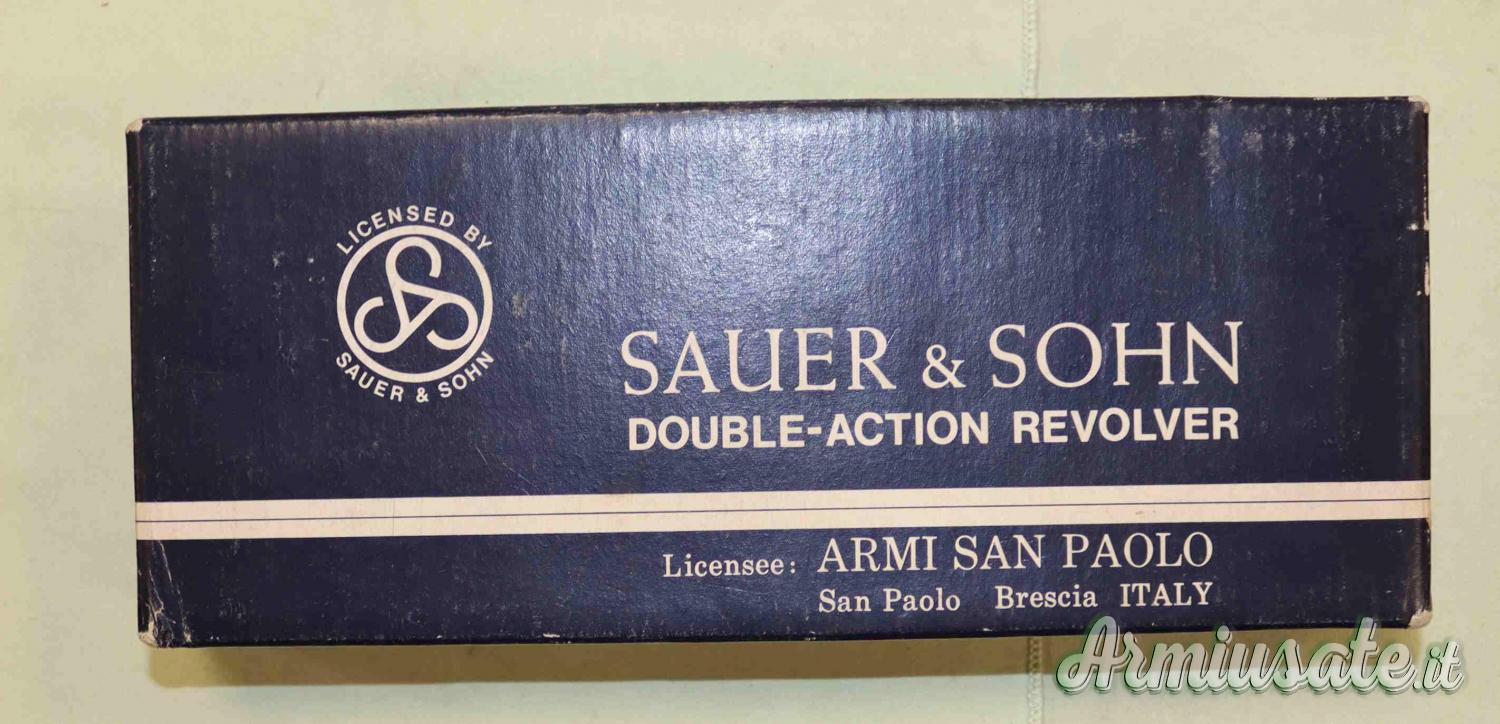 LICENSED BY
SAUER & SOHN
SAUER & SOHN
DOUBLE-ACTION REVOLVER
Licensee: ARMI SAN PAOLO
San Paolo Brescia ITALY
Armiusate.it